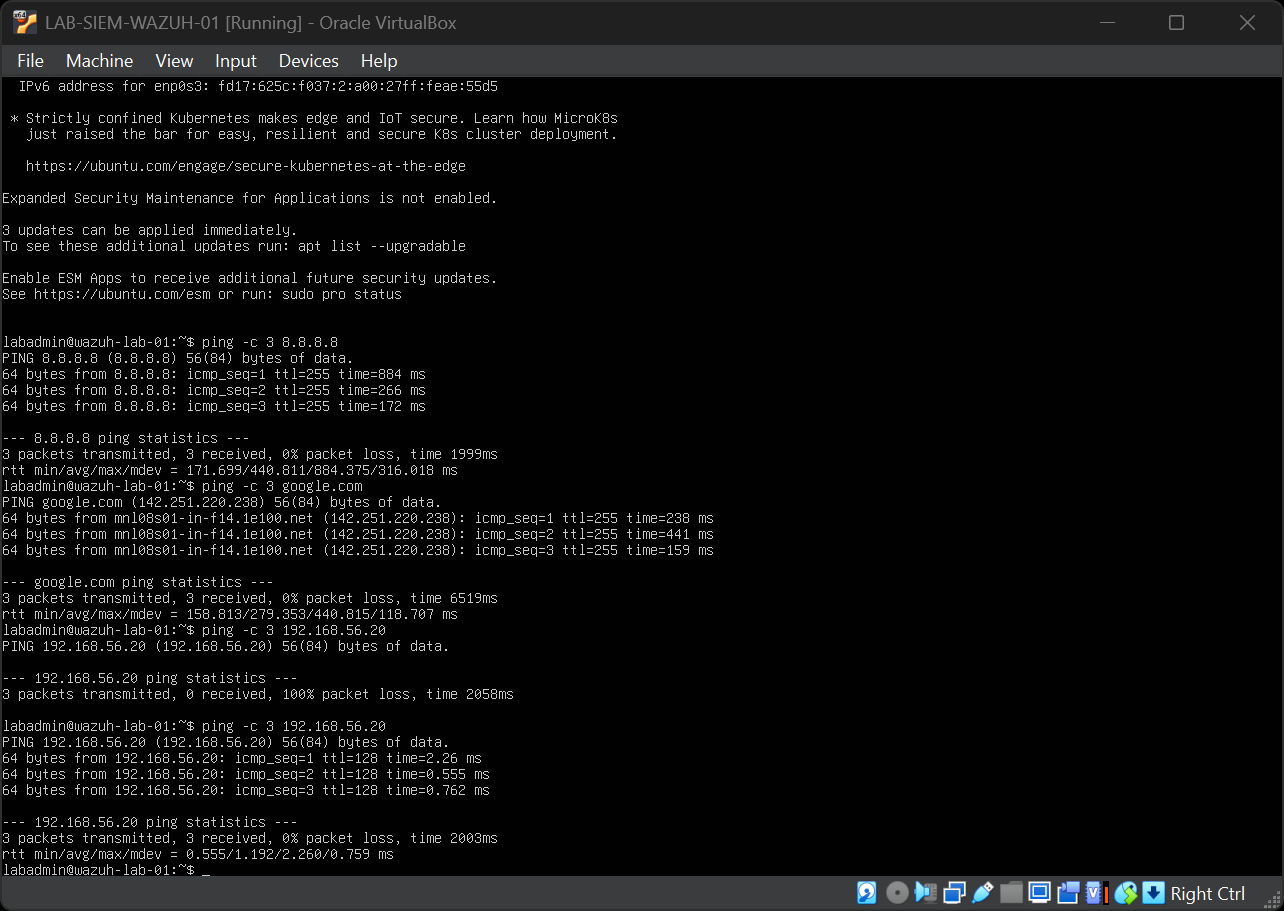 LAB-SIEM-WAZUH-01 [Running] - Oracle VirtualBox
File Machine View Input Devices Help
IPv6 address for enp0s3: fd17:625c:f037:2:a00:27ff:feae:55d5
* Strictly confined Kubernetes makes edge and IoT secure. Learn how MicroK8s
just raised the bar for easy, resilient and secure K8s cluster deployment.
https://ubuntu.com/engage/secure-kubernetes-at-the-edge
Expanded Security Maintenance for Applications is not enabled.
3 updates can be applied immediately.
To see these additional updates run: apt list --upgradable
Enable ESM Apps to receive additional future security updates.
See https://ubuntu.com/esm or run: sudo pro status
labadmin@wazuh-lab-01:~$ ping -c 3 8.8.8.8
PING 8.8.8.8 (8.8.8.8) 56(84) bytes of data.
64 bytes from 8.8.8.8: icmp_seq=1 ttl=255 time=884 ms
64 bytes from 8.8.8.8: icmp_seq=2 ttl=255 time=266 ms
64 bytes from 8.8.8.8: icmp_seq=3 ttl=255 time=172 ms
--- 8.8.8.8 ping statistics ---
3 packets transmitted, 3 received, 0% packet loss, time 1999ms
rtt min/avg/max/mdev = 171.699/440.811/884.375/316.018 ms
labadmin@wazuh-lab-01:~$ ping -c 3 google.com
PING google.com (142.251.220.238) 56(84) bytes of data.
64 bytes from mnl08s01-in-f14.1e100.net (142.251.220.238): icmp_seq=1 ttl=255 time=238 ms
64 bytes from mnl08s01-in-f14.1e100.net (142.251.220.238): icmp_seq=2 ttl=255 time=441 ms
64 bytes from mnl08s01-in-f14.1e100.net (142.251.220.238): icmp_seq=3 ttl=255 time=159 ms
--- google.com ping statistics ---
3 packets transmitted, 3 received, 0% packet loss, time 6519ms
rtt min/avg/max/mdev = 158.813/279.353/440.815/118.707 ms
labadmin@wazuh-lab-01:~$ ping -c 3 192.168.56.20
PING 192.168.56.20 (192.168.56.20) 56(84) bytes of data.
--- 192.168.56.20 ping statistics ---
3 packets transmitted, 0 received, 100% packet loss, time 2058ms
labadmin@wazuh-lab-01:~$ ping -c 3 192.168.56.20
PING 192.168.56.20 (192.168.56.20) 56(84) bytes of data.
64 bytes from 192.168.56.20: icmp_seq=1 ttl=128 time=2.26 ms
64 bytes from 192.168.56.20: icmp_seq=2 ttl=128 time=0.555 ms
64 bytes from 192.168.56.20: icmp_seq=3 ttl=128 time=0.762 ms
--- 192.168.56.20 ping statistics ---
3 packets transmitted, 3 received, 0% packet loss, time 2003ms
rtt min/avg/max/mdev = 0.555/1.192/2.260/0.759 ms
labadmin@wazuh-lab-01:~$ _
Right Ctrl